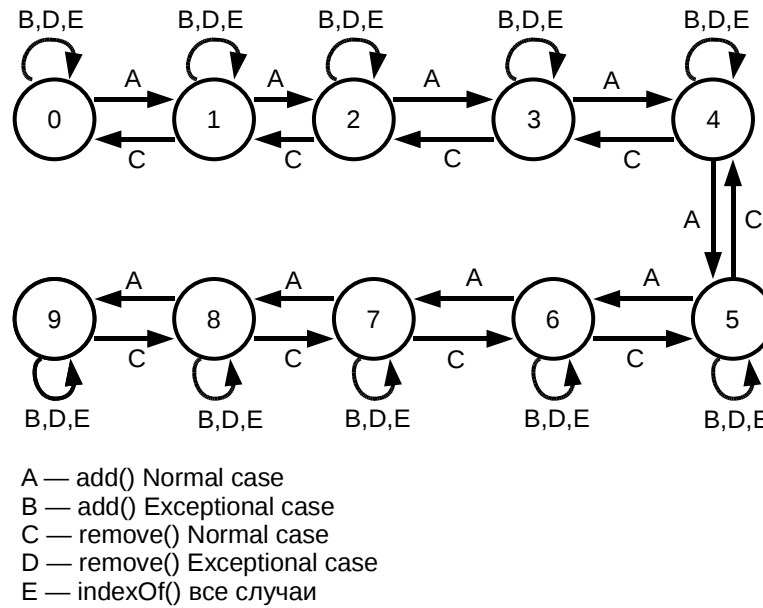 B,D,E B,D,E B,D,E B,D,E B,D,E
A A A A
0 1 2 3 4
C C C C
A C
A A A A
9 8 7 6 5
C C C C
B,D,E B,D,E B,D,E B,D,E B,D,E
A — add() Normal case
B — add() Exceptional case
C — remove() Normal case
D — remove() Exceptional case
E — indexOf() все случаи